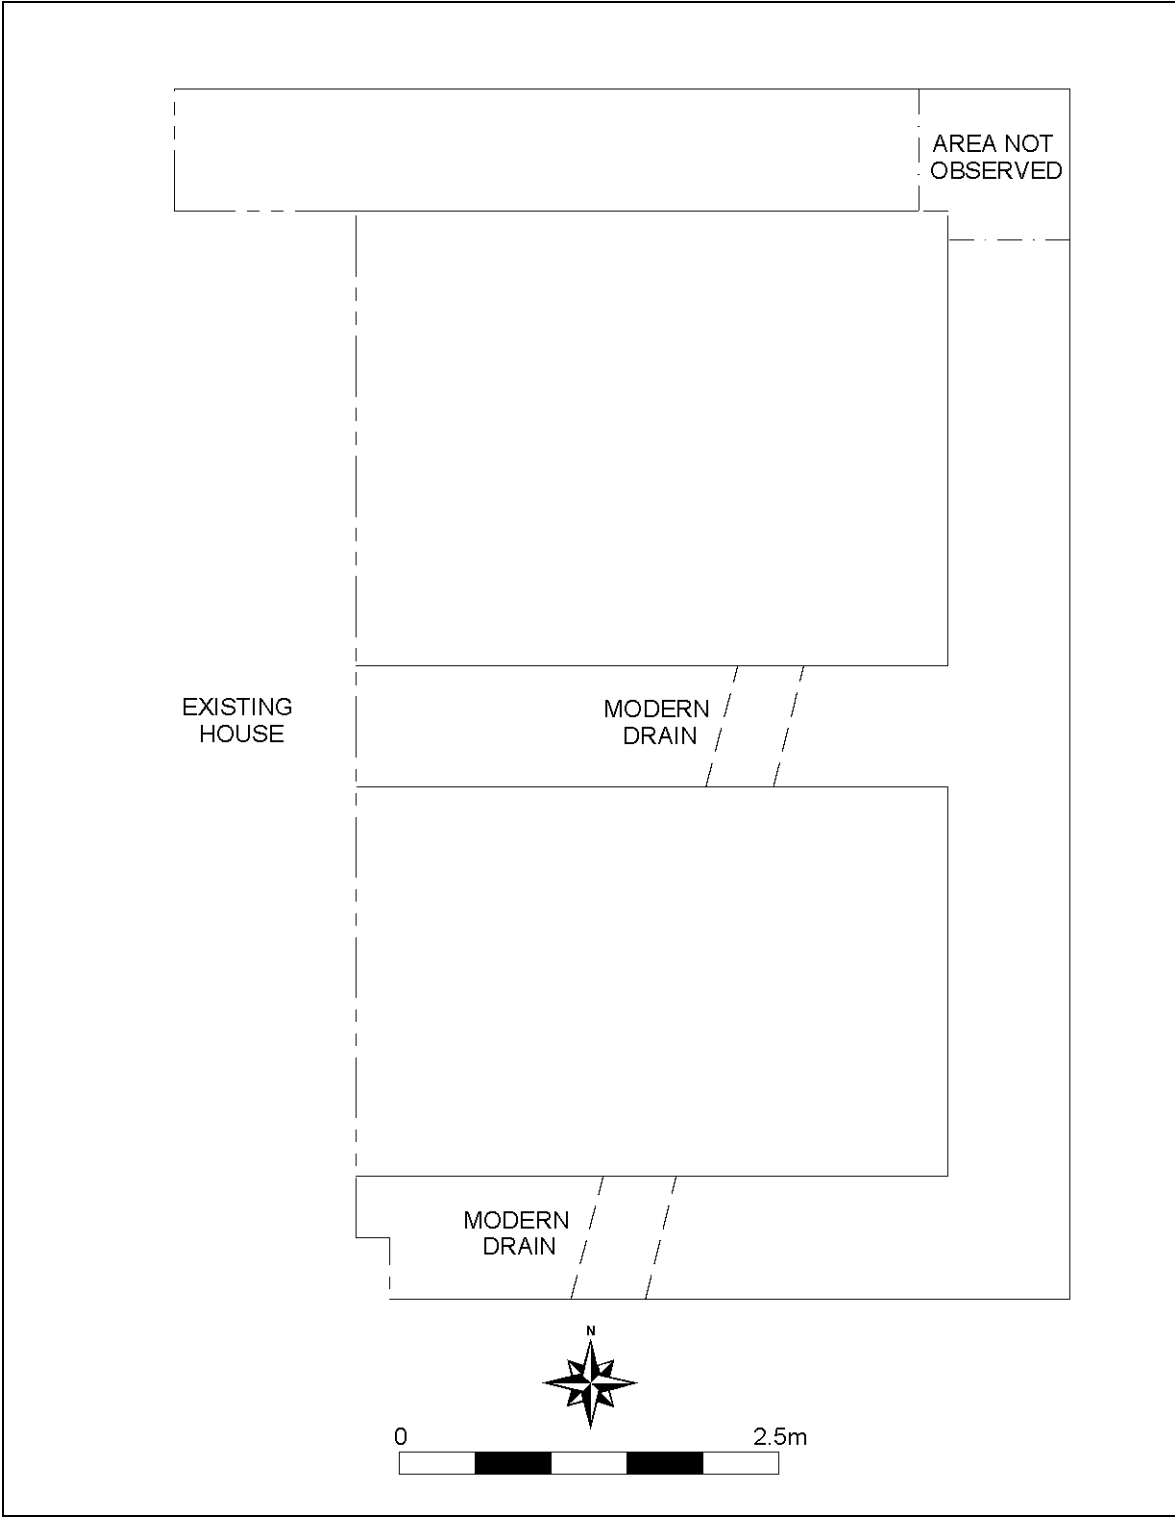 AREA NOT
OBSERVED
EXISTING
HOUSE
MODERN
DRAIN
MODERN
DRAIN
N
0
2.5m